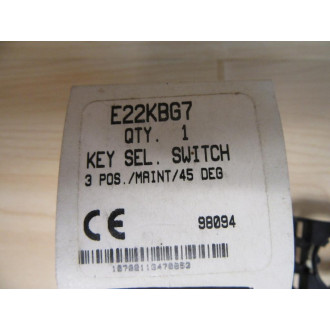 E22KBG7
QTY. 1
KEY SEL. SWITCH
3 POS./MAINT/45 DEG
CE 98094